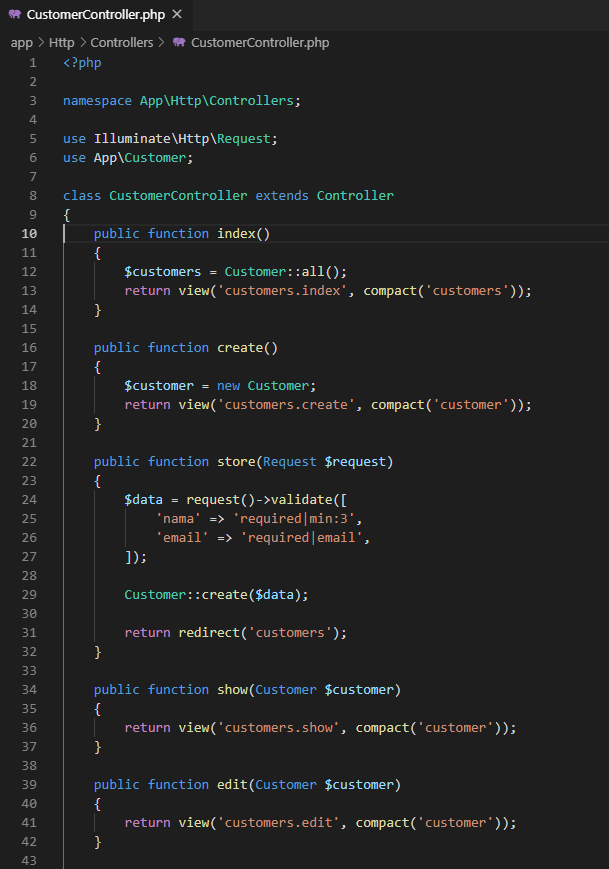 CustomerController.php ×
app > Http > Controllers > CustomerController.php
1 <?php
2
3 namespace App\Http\Controllers;
4
5 use Illuminate\Http\Request;
6 use App\Customer;
7
8 class CustomerController extends Controller
9 {
10     public function index()
11     {
12         $customers = Customer::all();
13         return view('customers.index', compact('customers'));
14     }
15
16     public function create()
17     {
18         $customer = new Customer;
19         return view('customers.create', compact('customer'));
20     }
21
22     public function store(Request $request)
23     {
24         $data = request()->validate([
25             'nama' => 'required|min:3',
26             'email' => 'required|email',
27         ]);
28
29         Customer::create($data);
30
31         return redirect('customers');
32     }
33
34     public function show(Customer $customer)
35     {
36         return view('customers.show', compact('customer'));
37     }
38
39     public function edit(Customer $customer)
40     {
41         return view('customers.edit', compact('customer'));
42     }
43